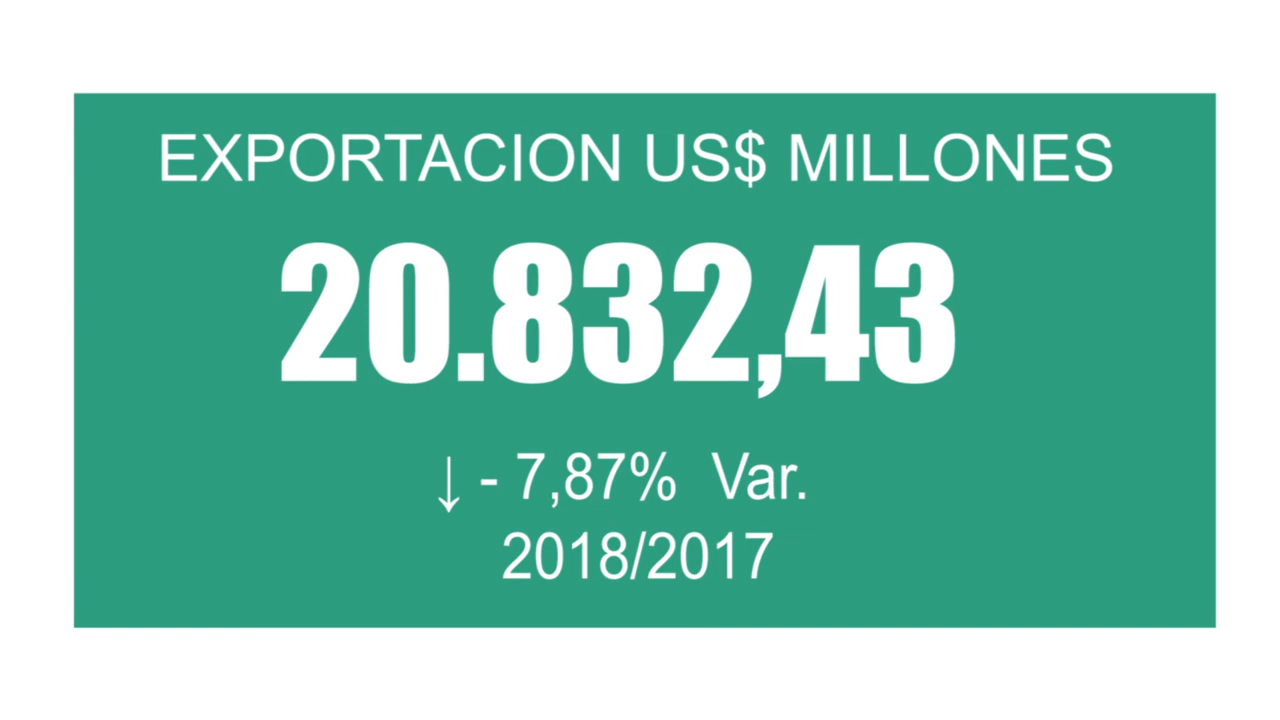 EXPORTACION US$ MILLONES
20.832,43
↓ - 7,87% Var.
2018/2017